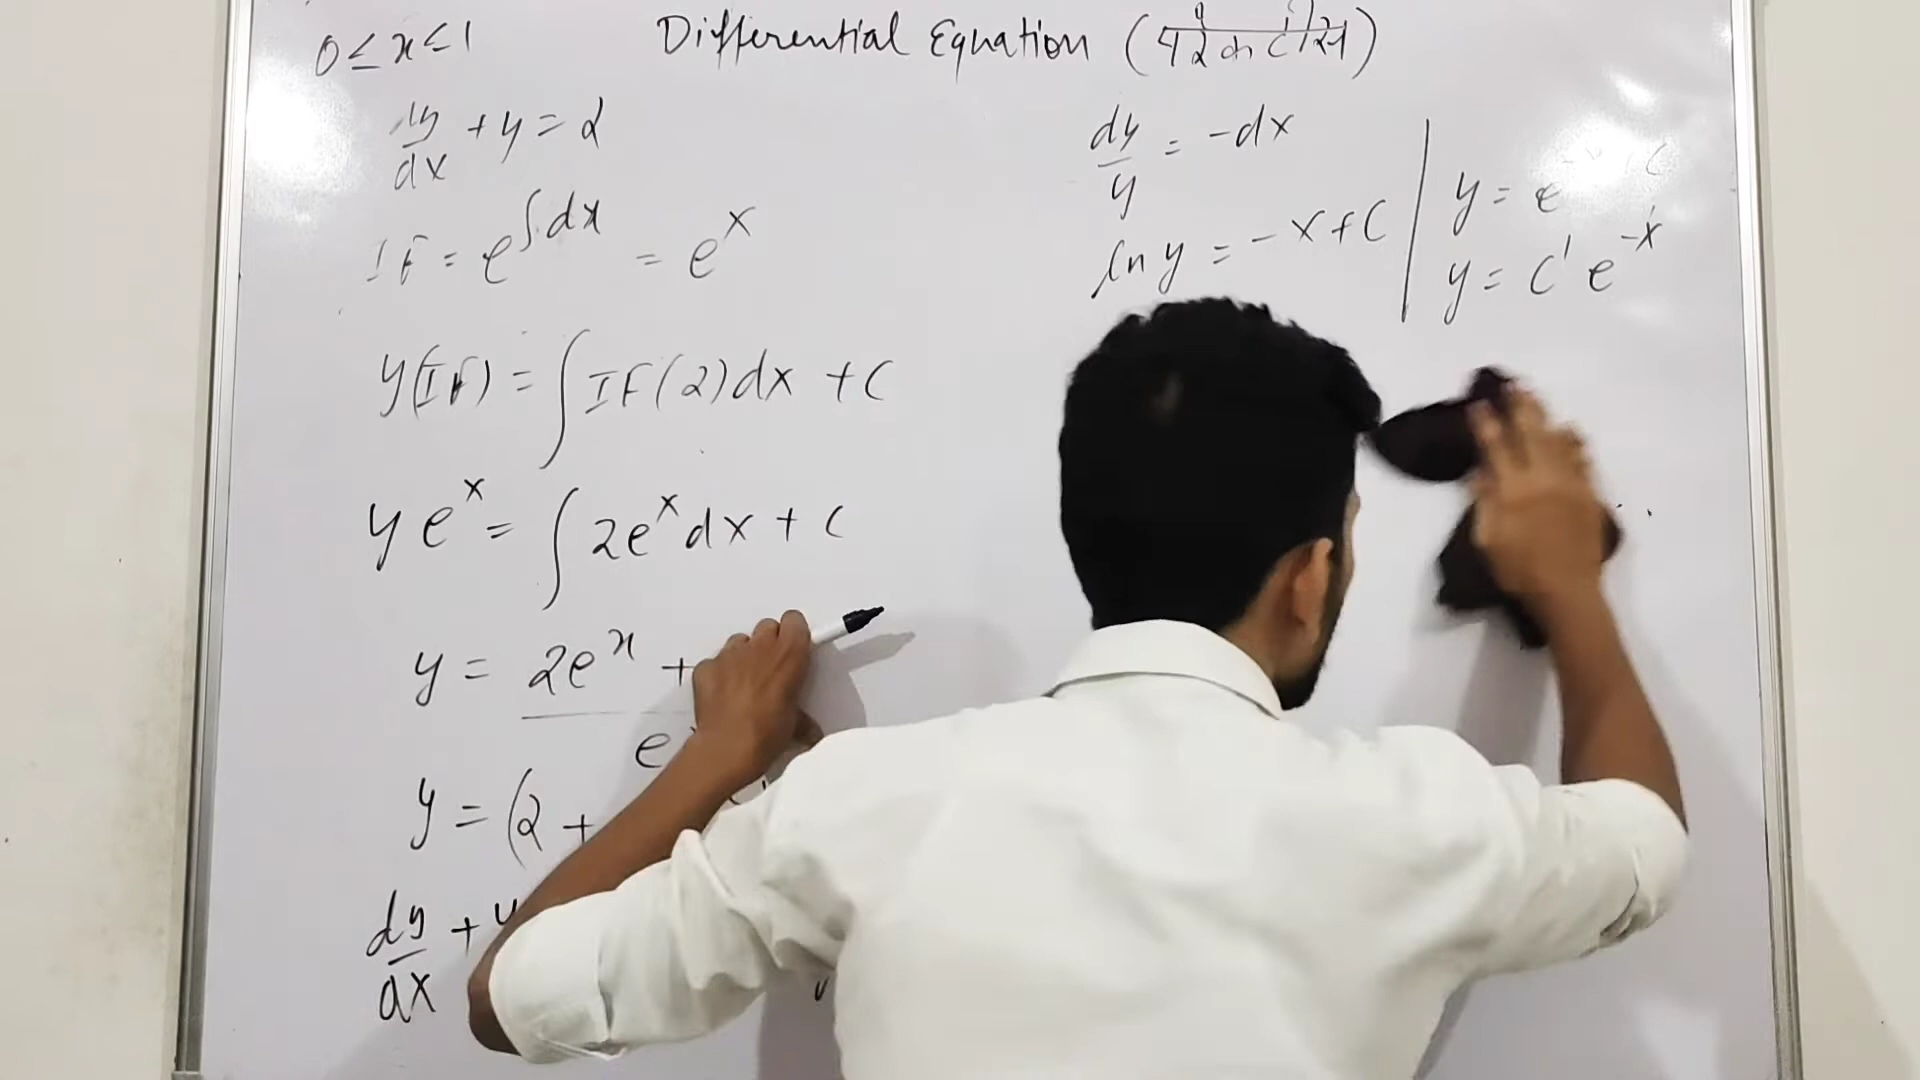 0 ≤ x ≤ 1
Differential Equation
dy/dx + y = 2
IF = e^∫dx = e^x
y(IF) = ∫IF(2)dx + C
y e^x = ∫2e^x dx + C
y = 2e^x +
e
y = (2 +
dy/dx + y
dy/y = -dx
ln y = -x + C
y = e
y = C' e^-x